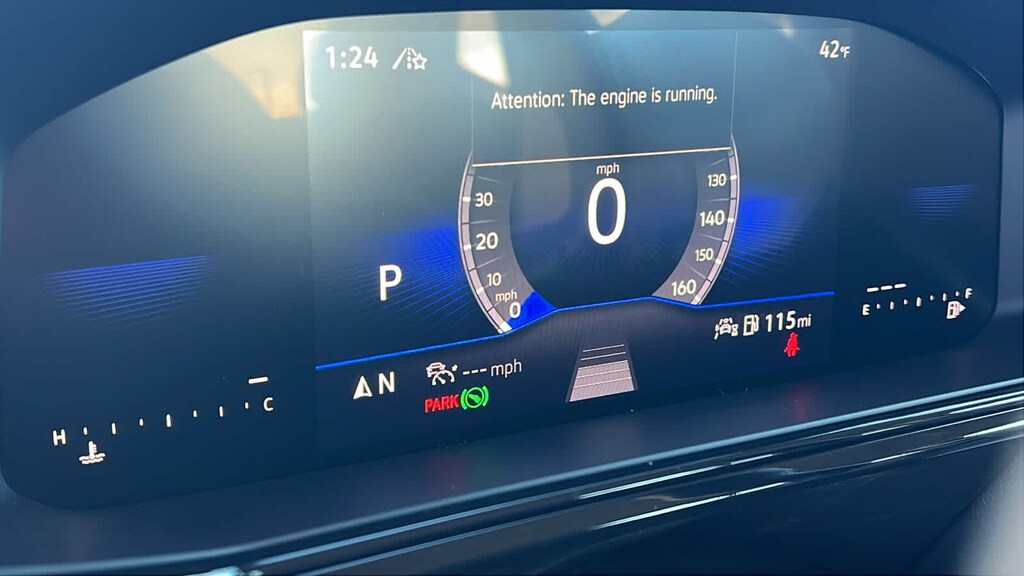 1:24
42°F
Attention: The engine is running.
mph
0
30
20
10
mph
0
130
140
150
160
P
E
F
115mi
N
--- mph
PARK
H
C